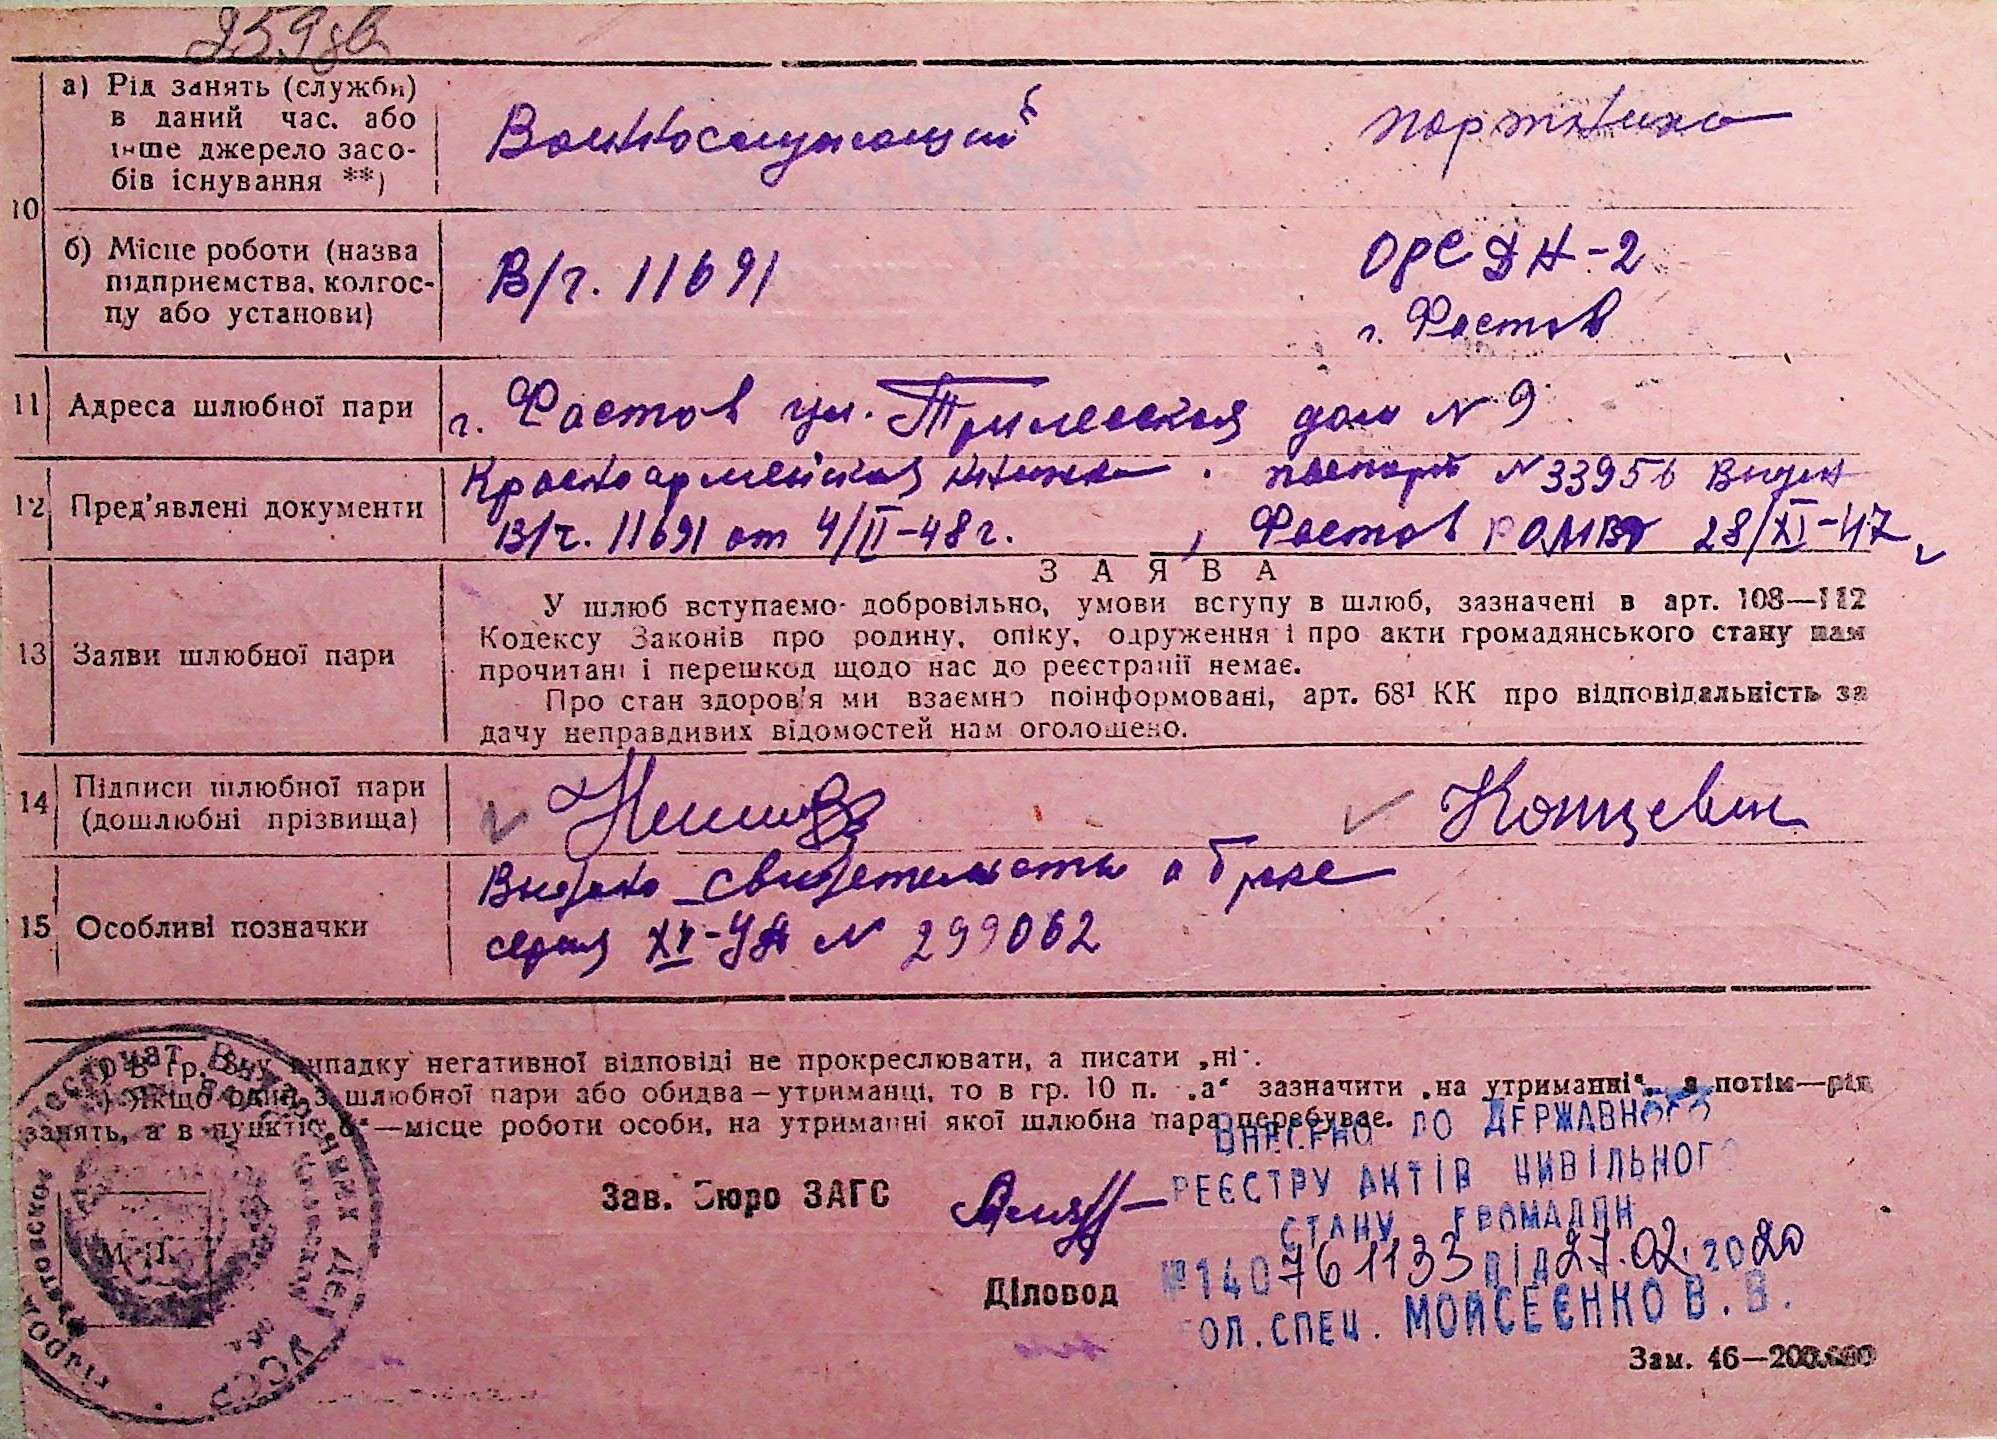 259
10
а) Рід занять (служби)
в даний час. або
інше джерело засо-
бів існування **)
Военнослужащий
портниха
б) Місце роботи (назва
підприємства, колгос-
пу або установи)
В/ч. 11691
ОРС ДН-2
г. Фастов
11 Адреса шлюбної пари
г. Фастов ул. Трилесская дом N 9
12 Пред'явлені документи
Красноармейская книжка паспорт N 33956 Выдан
В/ч. 11691 от 4/II-48 г. Фастов РОМВД 28/XI-47
ЗАЯВА
13 Заяви шлюбної пари
У шлюб вступаємо добровільно, умови вступу в шлюб, зазначені в арт. 108—112
Кодексу Законів про родину, опіку, одруження і про акти громадянського стану нам
прочитані і перешкод щодо нас до реєстрації немає.
Про стан здоров'я ми взаємно поінформовані, арт. 68¹ КК про відповідальність за
дачу неправдивих відомостей нам оголошено.
14 Підписи шлюбної пари
(дошлюбні прізвища)
Концевич
15 Особливі позначки
Выдано свидетельство о браке
серия XV-УА N 299062
*) В гр. 8 у випадку негативної відповіді не прокреслювати, а писати „ні".
**) Якщо один з шлюбної пари або обидва—утриманці, то в гр. 10 п. „а" зазначити „на утриманні", а потім—рід
занять, а в пункті „б"—місце роботи особи, на утриманні якої шлюбна пара перебуває.
Зав. Бюро ЗАГС
Діловод
М. П.
УССР
ВНЕСЕНО ДО ДЕРЖАВНОГО
РЕЄСТРУ АКТІВ ЦИВІЛЬНОГО
СТАНУ ГРОМАДЯН
№140761133 ВІД 27.02.2020
ГОЛ.СПЕЦ. МОЙСЕЄНКО В.В.
Зам. 46—200.000